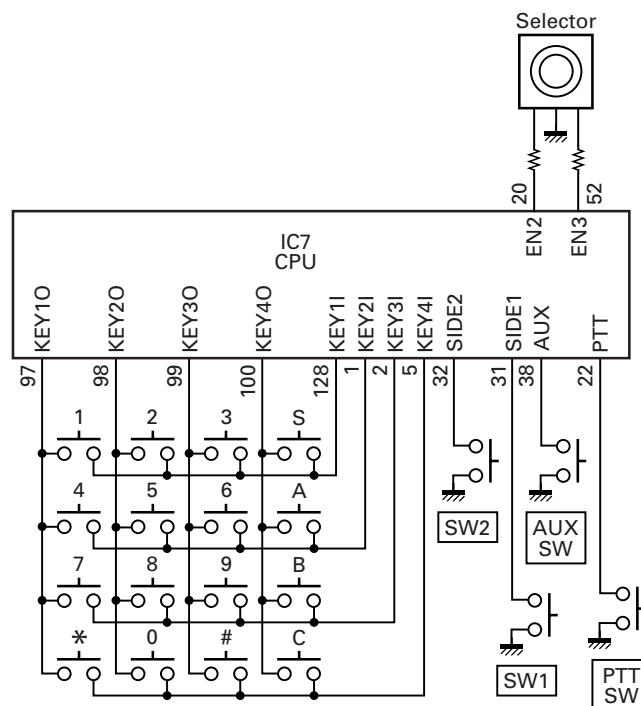 Selector
20
52
EN2
EN3
IC7
CPU
KEY1O
KEY2O
KEY3O
KEY4O
KEY1I
KEY2I
KEY3I
KEY4I
SIDE2
SIDE1
AUX
PTT
97
98
99
100
128
1
2
5
32
31
38
22
1 2 3 S
4 5 6 A
7 8 9 B
* 0 # C
SW2
AUX
SW
SW1
PTT
SW